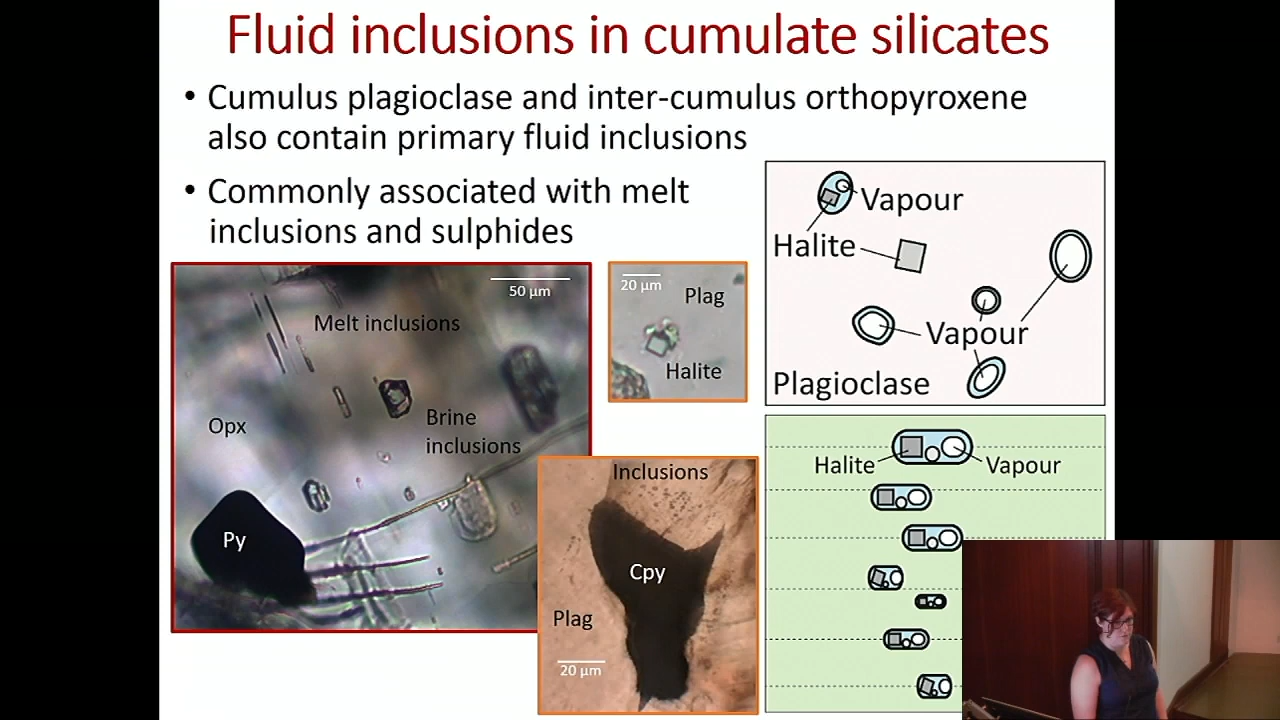 Fluid inclusions in cumulate silicates
• Cumulus plagioclase and inter-cumulus orthopyroxene
also contain primary fluid inclusions
• Commonly associated with melt
inclusions and sulphides
50 µm
Melt inclusions
Opx
Brine
inclusions
Py
20 µm
Plag
Halite
Inclusions
Cpy
Plag
20 µm
Vapour
Halite
Vapour
Plagioclase
Halite
Vapour